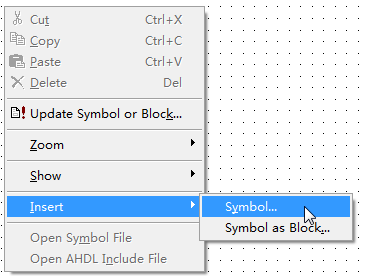 Cut Ctrl+X
Copy Ctrl+C
Paste Ctrl+V
Delete Del
Update Symbol or Block...
Zoom
Show
Insert
Symbol...
Symbol as Block...
Open Symbol File
Open AHDL Include File